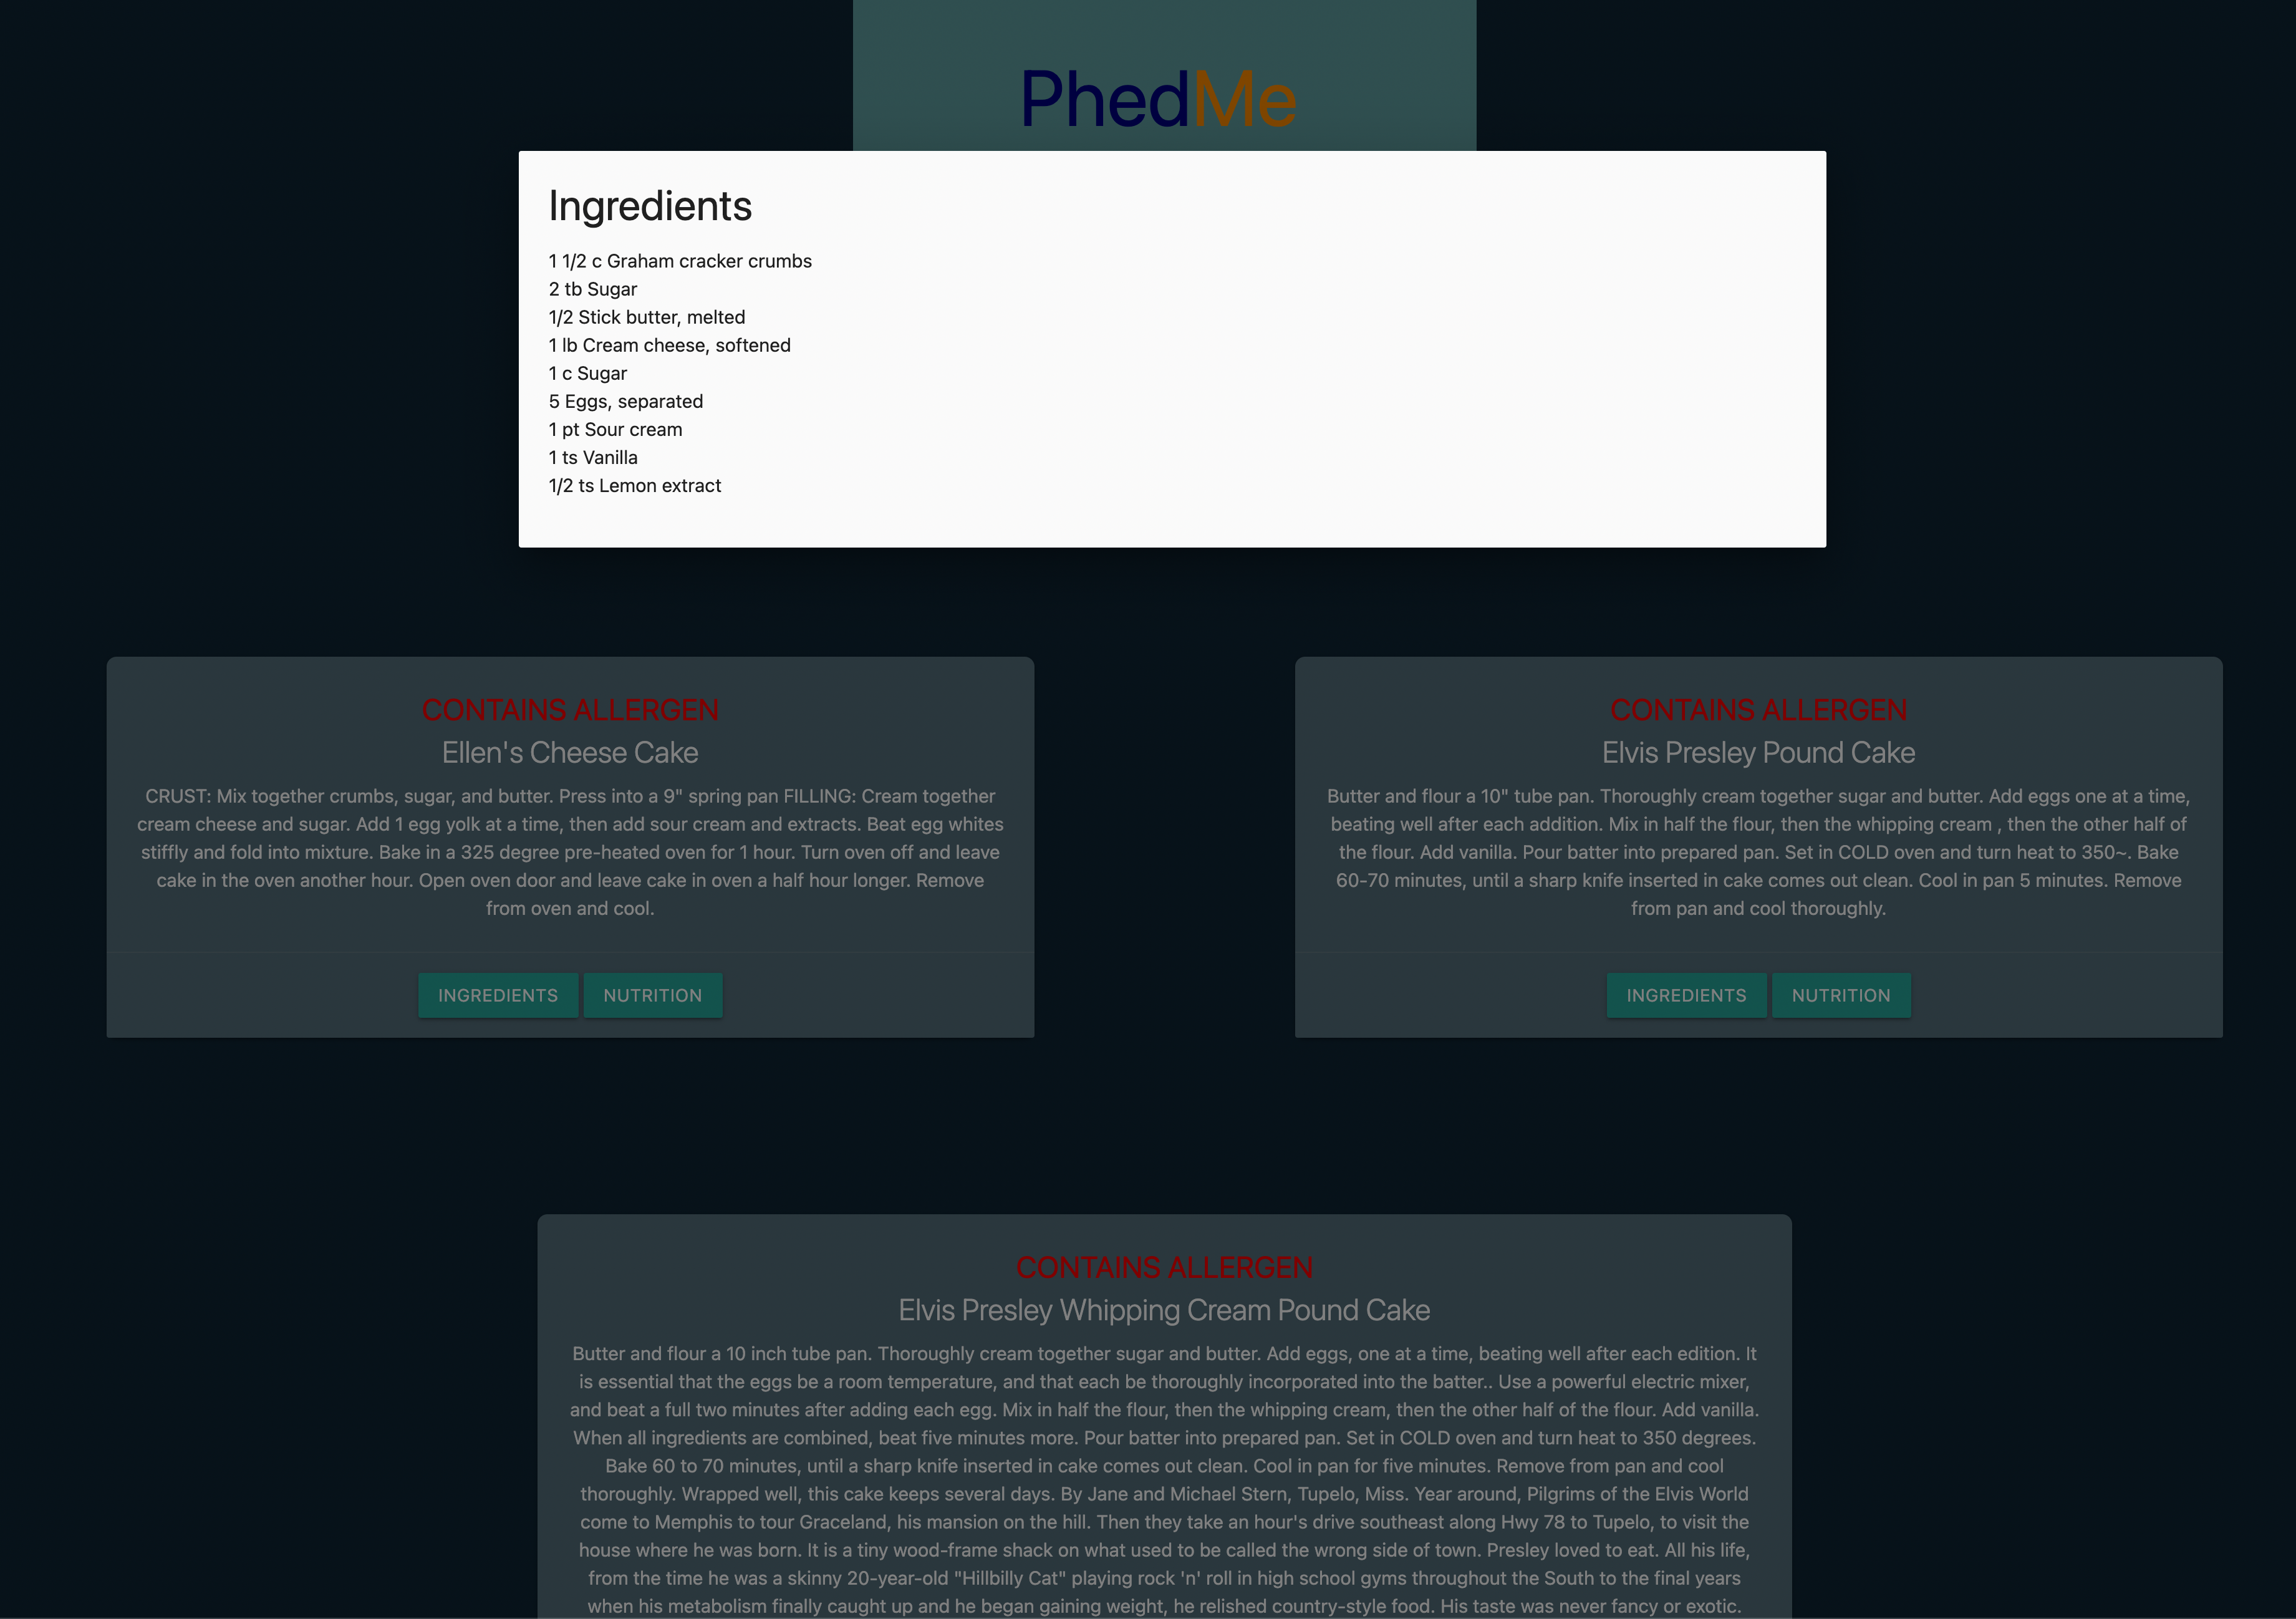 PhedMe
Ingredients
1 1/2 c Graham cracker crumbs
2 tb Sugar
1/2 Stick butter, melted
1 lb Cream cheese, softened
1 c Sugar
5 Eggs, separated
1 pt Sour cream
1 ts Vanilla
1/2 ts Lemon extract
CONTAINS ALLERGEN
Ellen's Cheese Cake
CRUST: Mix together crumbs, sugar, and butter. Press into a 9" spring pan FILLING: Cream together
cream cheese and sugar. Add 1 egg yolk at a time, then add sour cream and extracts. Beat egg whites
stiffly and fold into mixture. Bake in a 325 degree pre-heated oven for 1 hour. Turn oven off and leave
cake in the oven another hour. Open oven door and leave cake in oven a half hour longer. Remove
from oven and cool.
INGREDIENTS NUTRITION
CONTAINS ALLERGEN
Elvis Presley Pound Cake
Butter and flour a 10" tube pan. Thoroughly cream together sugar and butter. Add eggs one at a time,
beating well after each addition. Mix in half the flour, then the whipping cream , then the other half of
the flour. Add vanilla. Pour batter into prepared pan. Set in COLD oven and turn heat to 350~. Bake
60-70 minutes, until a sharp knife inserted in cake comes out clean. Cool in pan 5 minutes. Remove
from pan and cool thoroughly.
INGREDIENTS NUTRITION
CONTAINS ALLERGEN
Elvis Presley Whipping Cream Pound Cake
Butter and flour a 10 inch tube pan. Thoroughly cream together sugar and butter. Add eggs, one at a time, beating well after each edition. It
is essential that the eggs be a room temperature, and that each be thoroughly incorporated into the batter.. Use a powerful electric mixer,
and beat a full two minutes after adding each egg. Mix in half the flour, then the whipping cream, then the other half of the flour. Add vanilla.
When all ingredients are combined, beat five minutes more. Pour batter into prepared pan. Set in COLD oven and turn heat to 350 degrees.
Bake 60 to 70 minutes, until a sharp knife inserted in cake comes out clean. Cool in pan for five minutes. Remove from pan and cool
thoroughly. Wrapped well, this cake keeps several days. By Jane and Michael Stern, Tupelo, Miss. Year around, Pilgrims of the Elvis World
come to Memphis to tour Graceland, his mansion on the hill. Then they take an hour's drive southeast along Hwy 78 to Tupelo, to visit the
house where he was born. It is a tiny wood-frame shack on what used to be called the wrong side of town. Presley loved to eat. All his life,
from the time he was a skinny 20-year-old "Hillbilly Cat" playing rock 'n' roll in high school gyms throughout the South to the final years
when his metabolism finally caught up and he began gaining weight, he relished country-style food. His taste was never fancy or exotic.